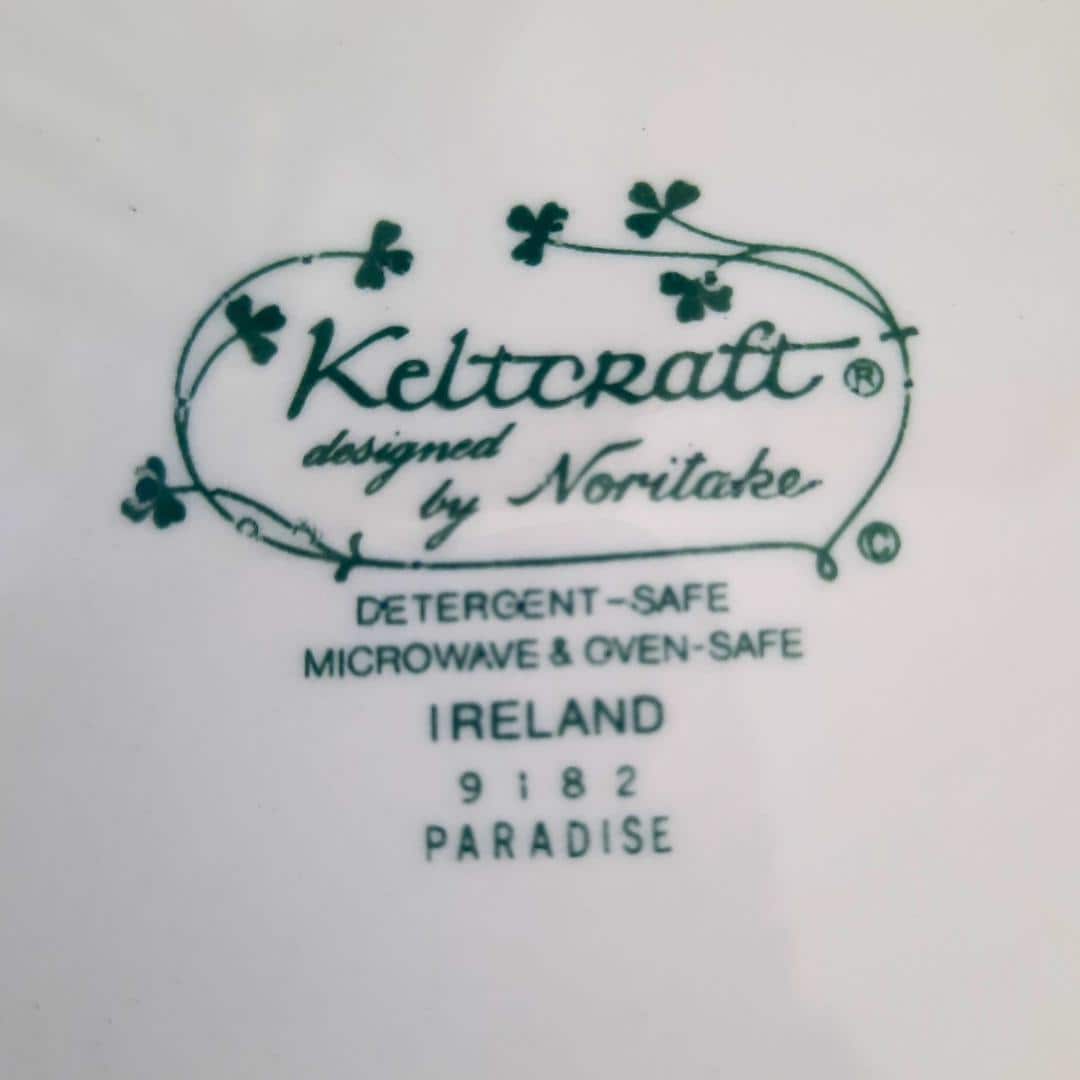 Keltcraft ®
designed
by Noritake
©
DETERGENT-SAFE
MICROWAVE & OVEN-SAFE
IRELAND
9182
PARADISE